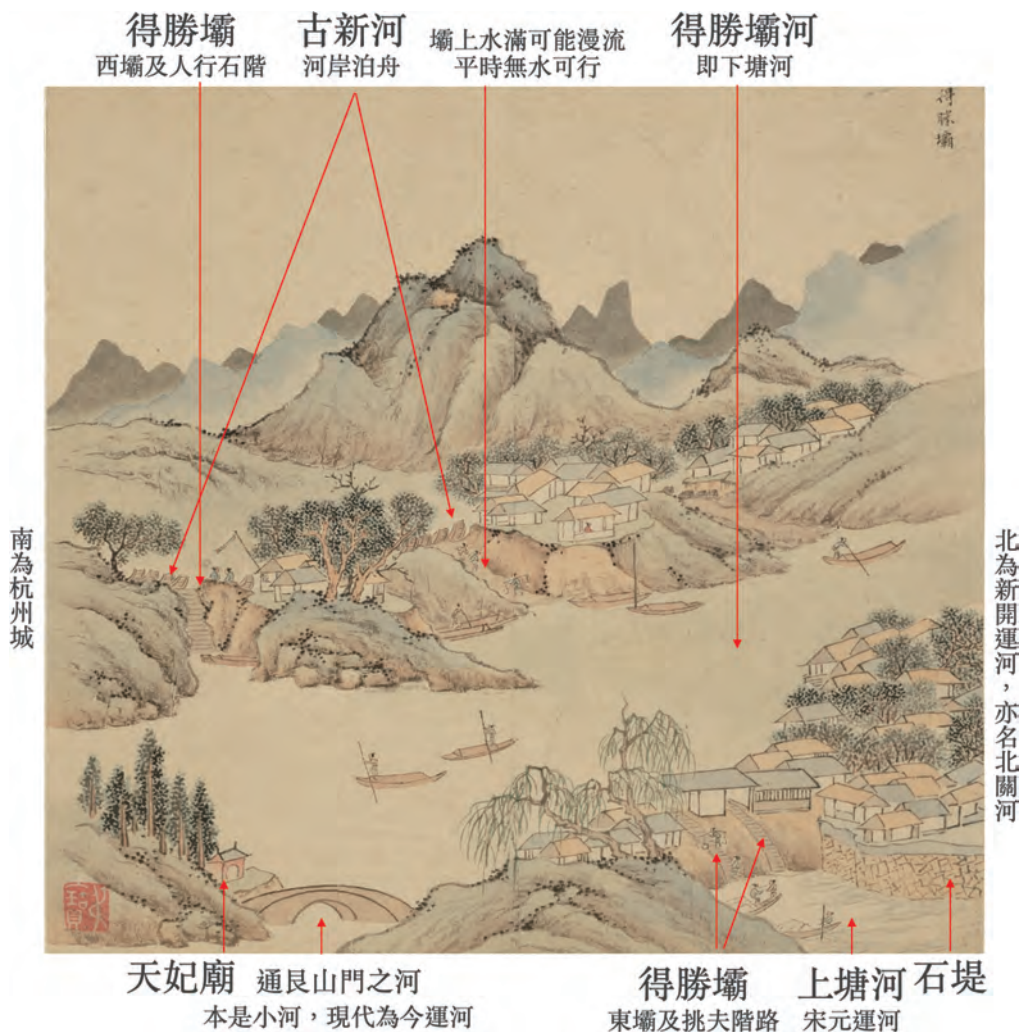 得勝壩
西壩及人行石階
古新河
河岸泊舟
壩上水滿可能漫流
平時無水可行
得勝壩河
即下塘河
得勝壩
南為杭州城
北為新開運河，亦名北關河
天妃廟
通艮山門之河
本是小河，現代為今運河
得勝壩
東壩及挑夫階路
上塘河
宋元運河
石堤